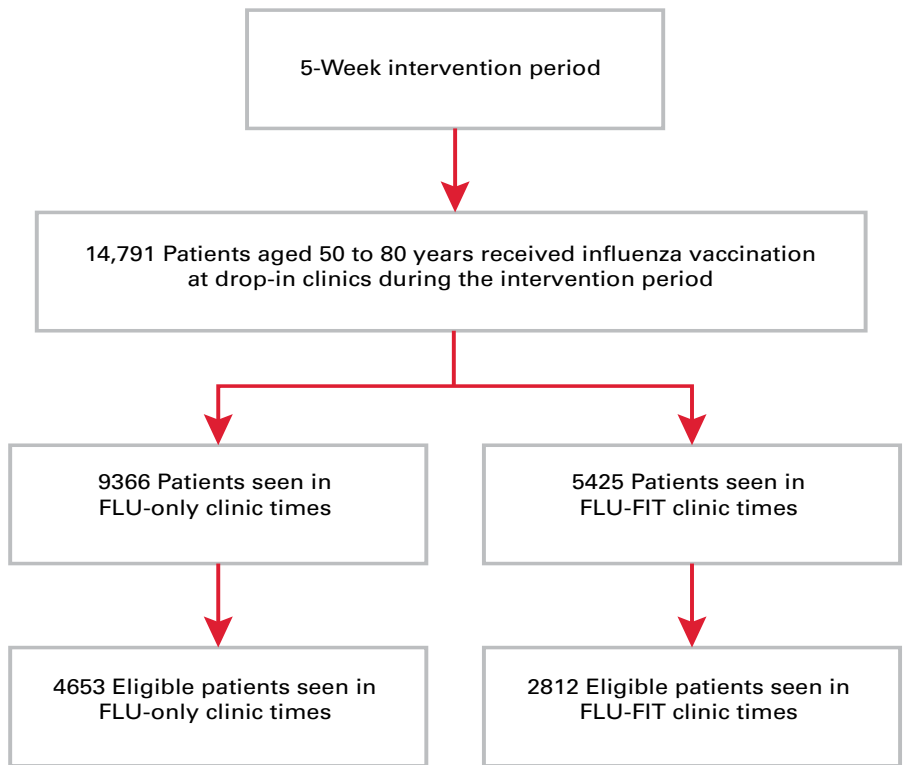 5-Week intervention period
14,791 Patients aged 50 to 80 years received influenza vaccination
at drop-in clinics during the intervention period
9366 Patients seen in
FLU-only clinic times
5425 Patients seen in
FLU-FIT clinic times
4653 Eligible patients seen in
FLU-only clinic times
2812 Eligible patients seen in
FLU-FIT clinic times